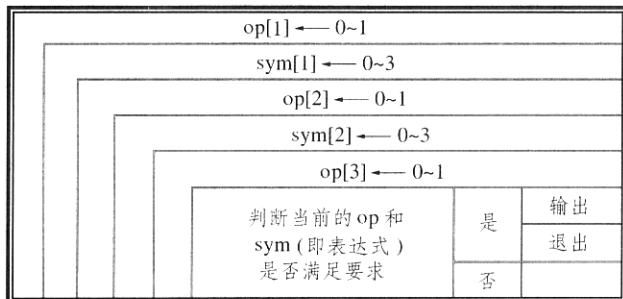 op[1] ← 0~1
sym[1] ← 0~3
op[2] ← 0~1
sym[2] ← 0~3
op[3] ← 0~1
判断当前的 op 和
sym (即表达式)
是否满足要求
是
输出
退出
否